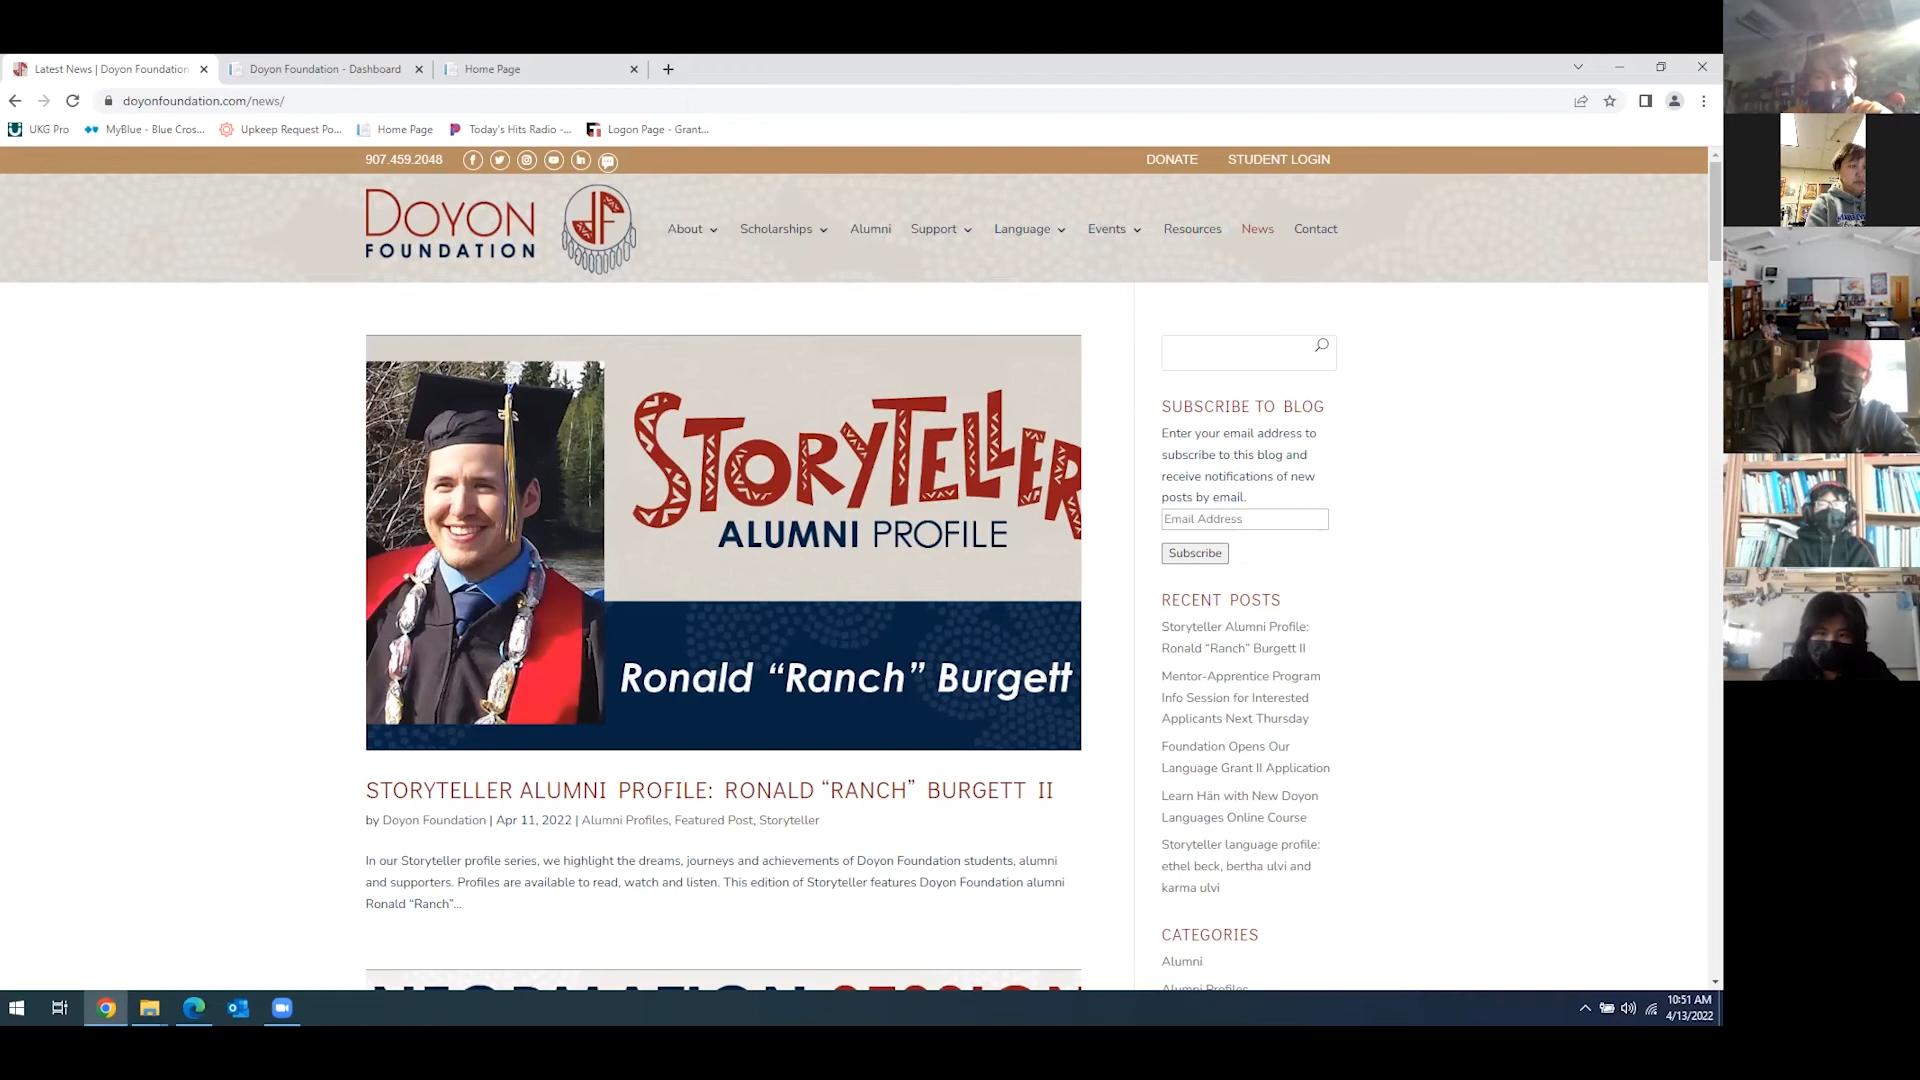 Latest News | Doyon Foundation
Doyon Foundation - Dashboard
Home Page
doyonfoundation.com/news/
UKG Pro
MyBlue - Blue Cros...
Upkeep Request Po...
Home Page
Today's Hits Radio -...
Logon Page - Grant...
907.459.2048
DONATE
STUDENT LOGIN
DOYON
FOUNDATION
About
Scholarships
Alumni
Support
Language
Events
Resources
News
Contact
STORYTELLER
ALUMNI PROFILE
Ronald “Ranch” Burgett
STORYTELLER ALUMNI PROFILE: RONALD “RANCH” BURGETT II
by Doyon Foundation | Apr 11, 2022 | Alumni Profiles, Featured Post, Storyteller
In our Storyteller profile series, we highlight the dreams, journeys and achievements of Doyon Foundation students, alumni
and supporters. Profiles are available to read, watch and listen. This edition of Storyteller features Doyon Foundation alumni
Ronald “Ranch”...
INFORMATION SESSION
SUBSCRIBE TO BLOG
Enter your email address to
subscribe to this blog and
receive notifications of new
posts by email.
Email Address
Subscribe
RECENT POSTS
Storyteller Alumni Profile:
Ronald “Ranch” Burgett II
Mentor-Apprentice Program
Info Session for Interested
Applicants Next Thursday
Foundation Opens Our
Language Grant II Application
Learn Hän with New Doyon
Languages Online Course
Storyteller language profile:
ethel beck, bertha ulvi and
karma ulvi
CATEGORIES
Alumni
Alumni Profiles
10:51 AM
4/13/2022